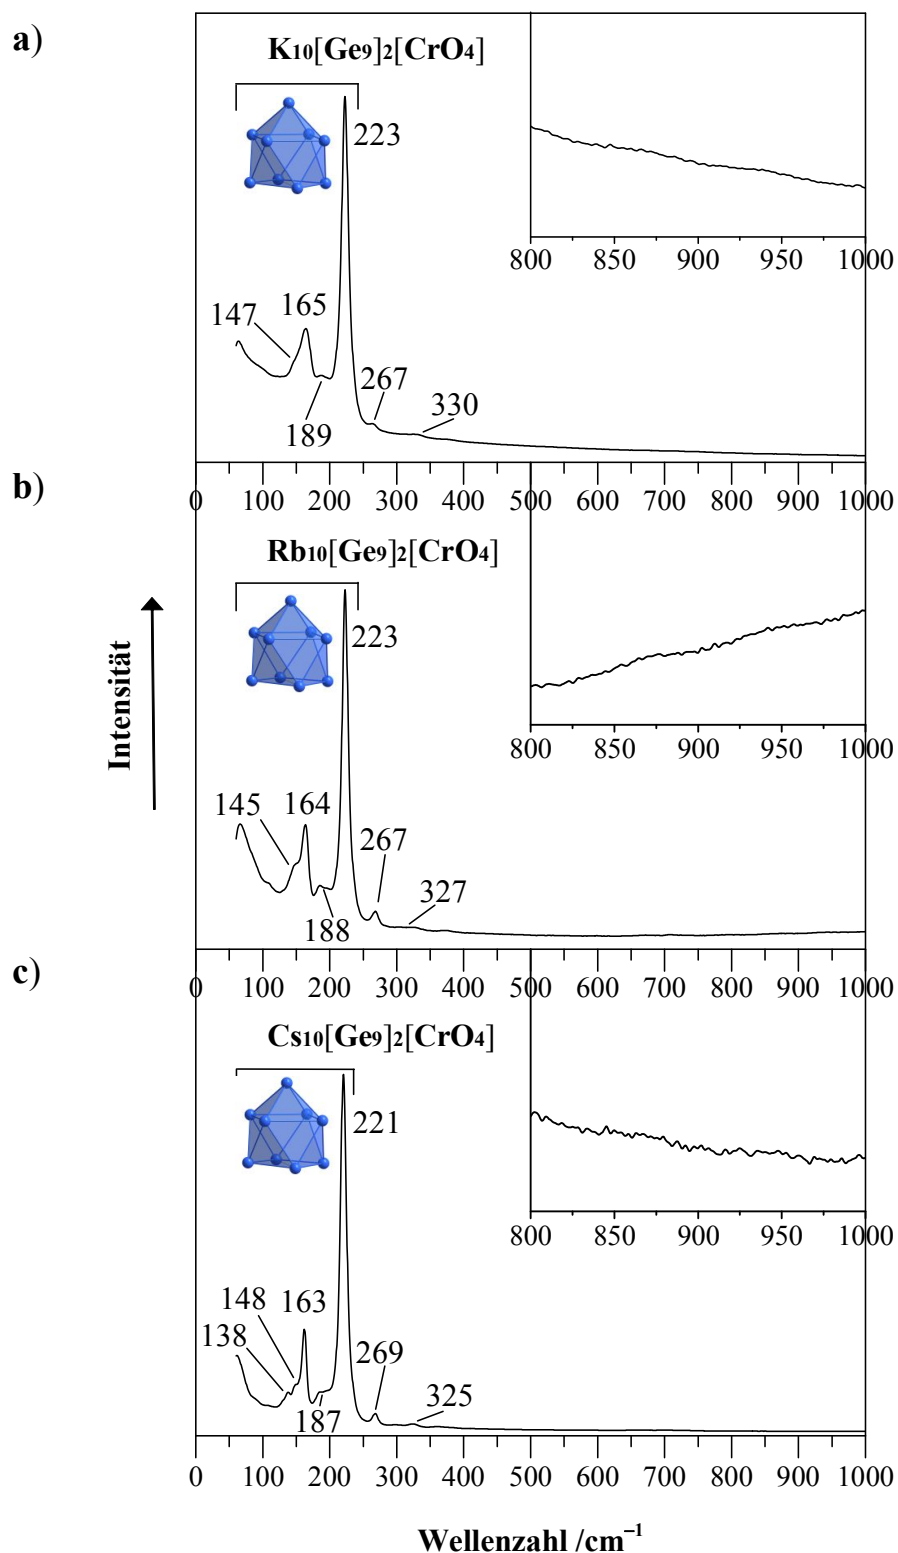 a)
K10[Ge9]2[CrO4]
223
147
165
267
330
189
800 850 900 950 1000
0 100 200 300 400 500 600 700 800 900 1000
b)
Rb10[Ge9]2[CrO4]
223
145
164
267
327
188
800 850 900 950 1000
0 100 200 300 400 500 600 700 800 900 1000
Intensität
c)
Cs10[Ge9]2[CrO4]
221
148
163
138
269
325
187
800 850 900 950 1000
0 100 200 300 400 500 600 700 800 900 1000
Wellenzahl /cm⁻¹